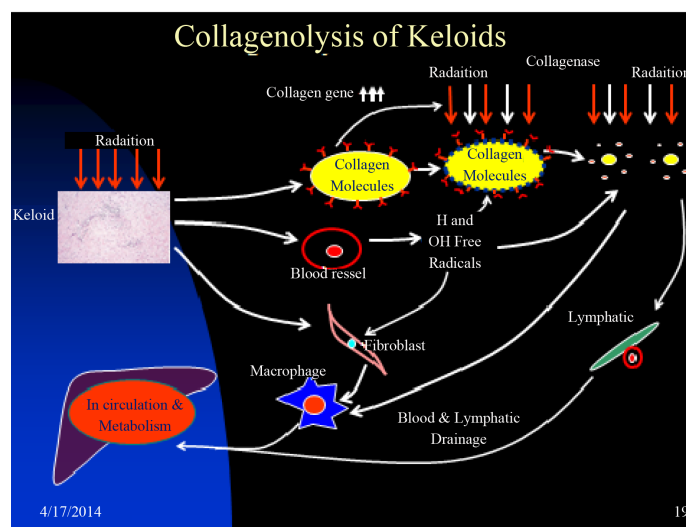 Collagenolysis of Keloids
Collagenase
Radaition
Radaition
Collagen gene
Radaition
Collagen
Molecules
Collagen
Molecules
Keloid
H and
OH Free
Radicals
Blood ressel
Lymphatic
Fibroblast
Macrophage
In circulation &
Metabolism
Blood & Lymphatic
Drainage
4/17/2014
19